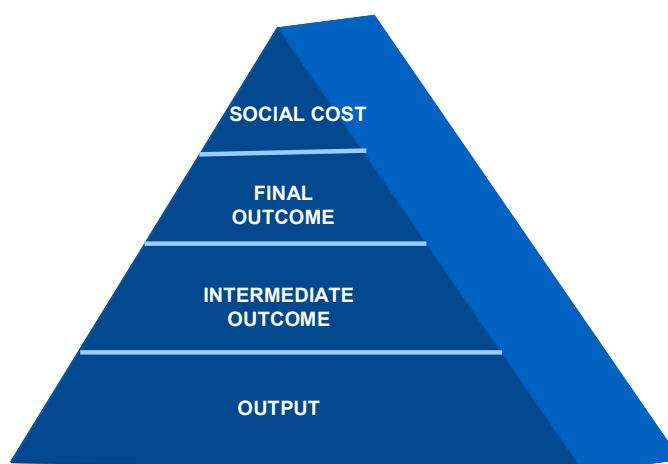 SOCIAL COST
FINAL
OUTCOME
INTERMEDIATE
OUTCOME
OUTPUT